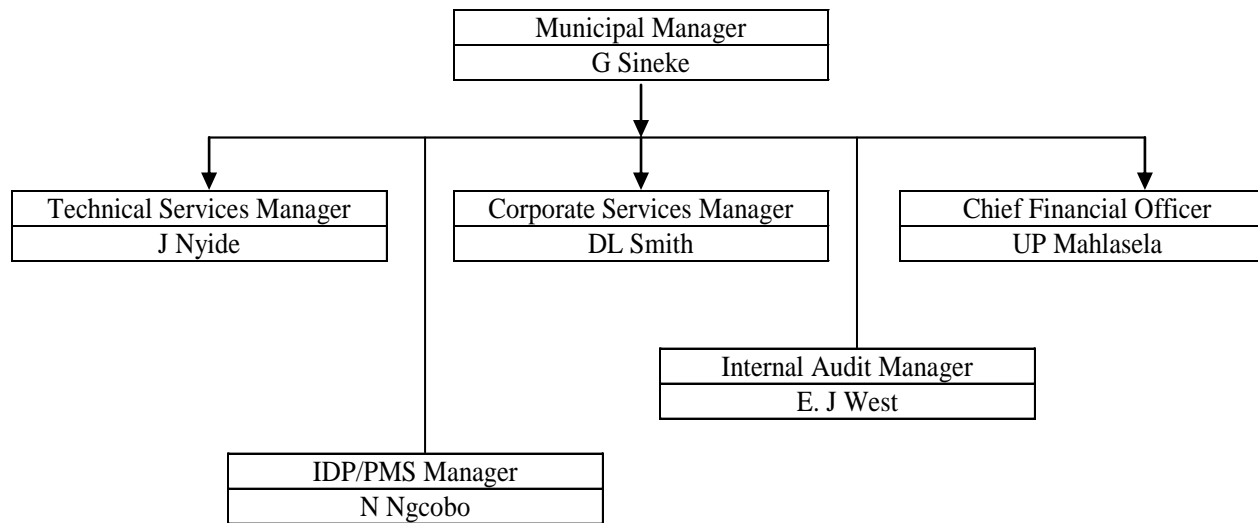 Municipal Manager
G Sineke
Technical Services Manager
J Nyide
Corporate Services Manager
DL Smith
Chief Financial Officer
UP Mahlasela
Internal Audit Manager
E. J West
IDP/PMS Manager
N Ngcobo